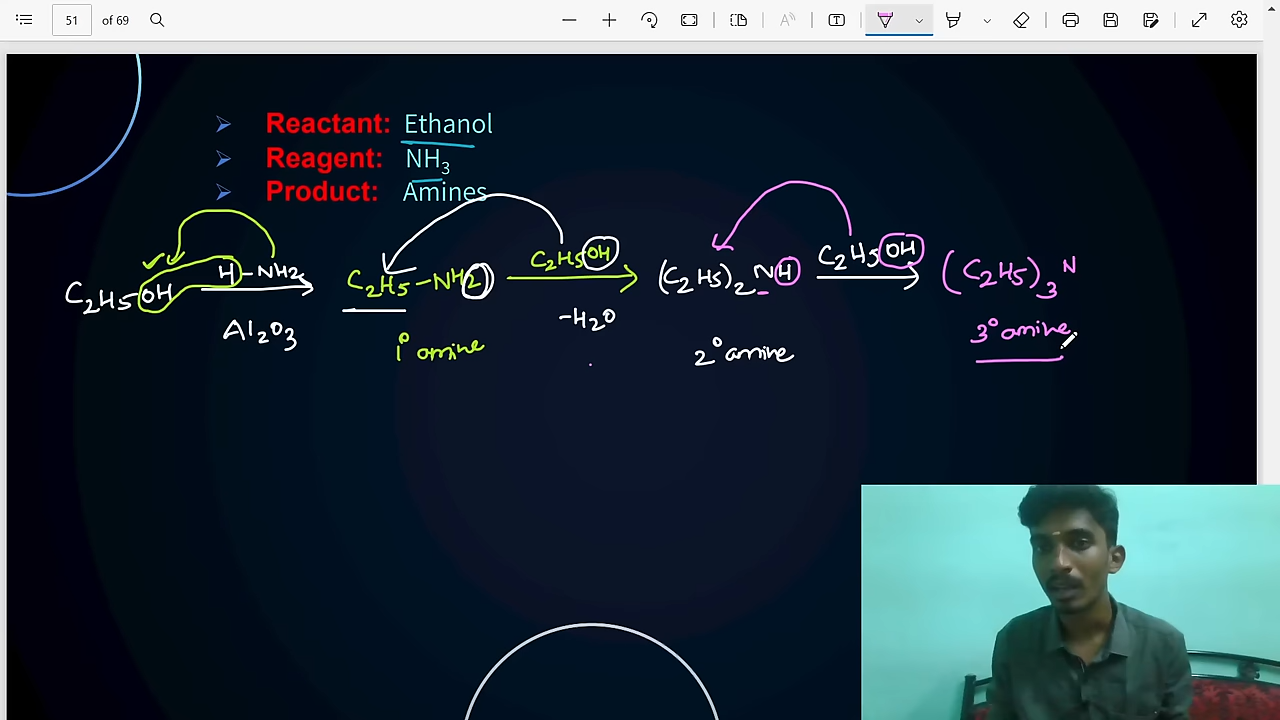 51 of 69
Reactant: Ethanol
Reagent: NH3
Product: Amines
C2H5OH H-NH2 Al2O3 C2H5-NH2 C2H5OH -H2O (C2H5)2NH C2H5OH (C2H5)3N
1° amine 2° amine 3° amine